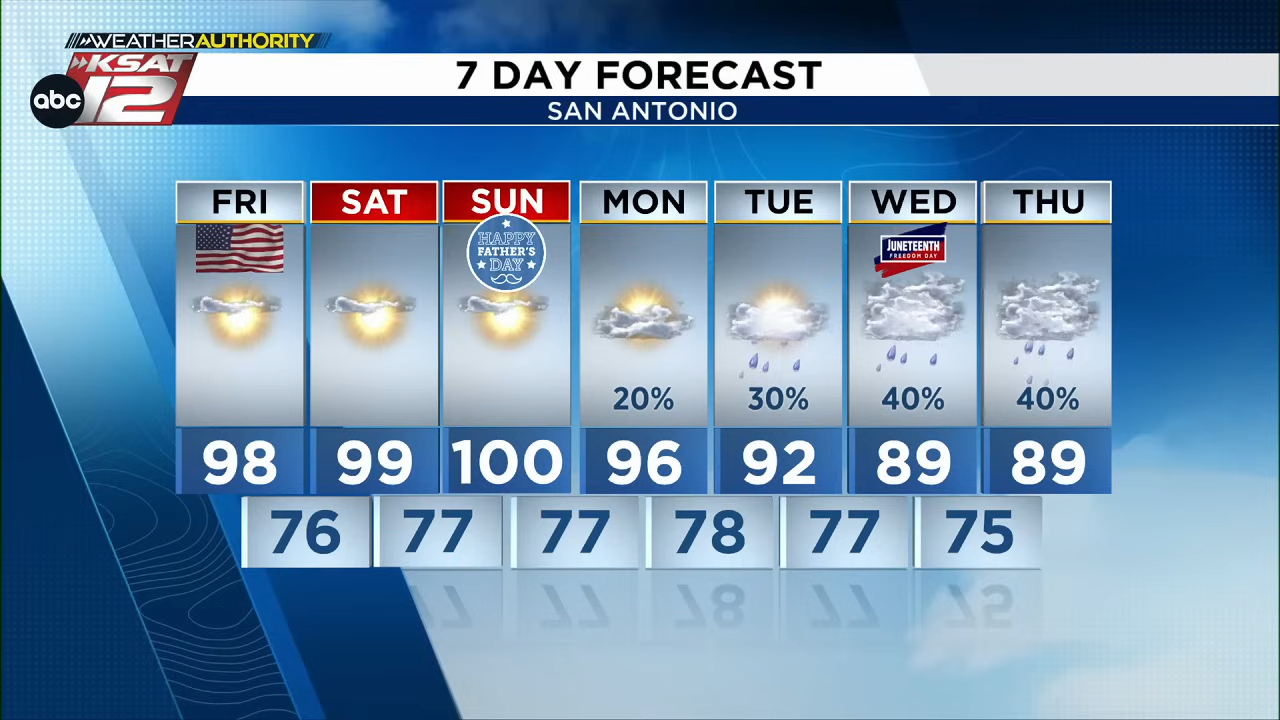 WEATHERAUTHORITY
KSAT
abc
12
7 DAY FORECAST
SAN ANTONIO
FRI SAT SUN MON TUE WED THU
HAPPY
FATHER'S
DAY
JUNETEENTH
FREEDOM DAY
20% 30% 40% 40%
98 99 100 96 92 89 89
76 77 77 78 77 75